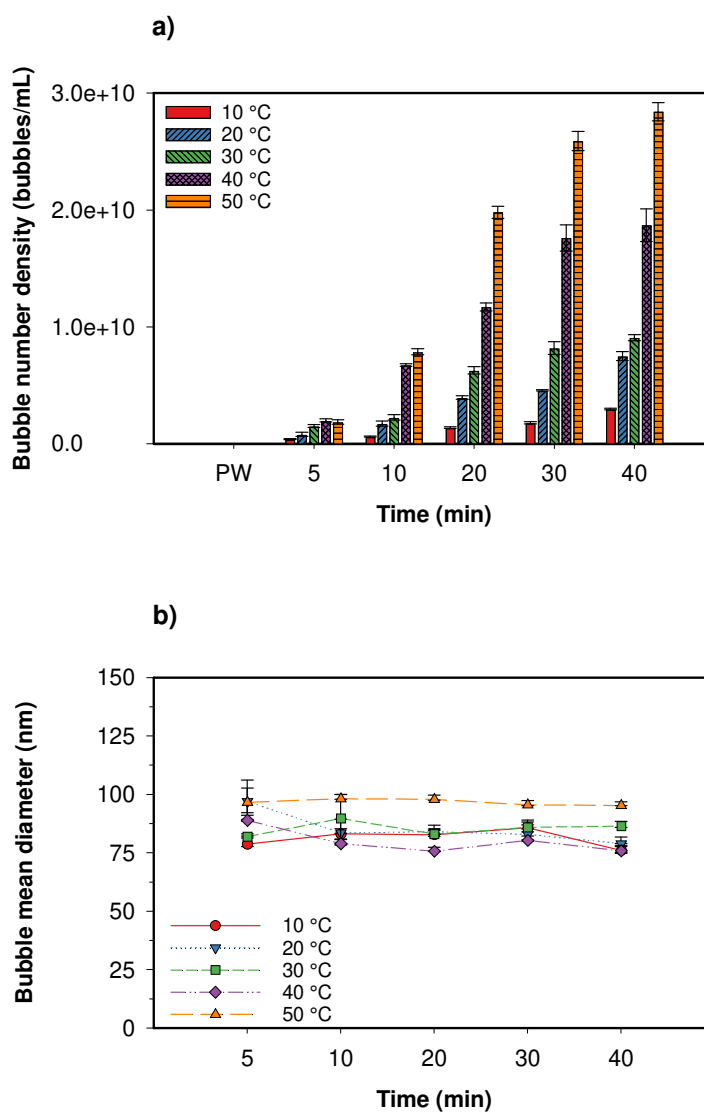 a)
Bubble number density (bubbles/mL)
3.0e+10
2.0e+10
1.0e+10
0.0
10 °C
20 °C
30 °C
40 °C
50 °C
PW 5 10 20 30 40
Time (min)
b)
Bubble mean diameter (nm)
150
125
100
75
50
25
0
10 °C
20 °C
30 °C
40 °C
50 °C
5 10 20 30 40
Time (min)